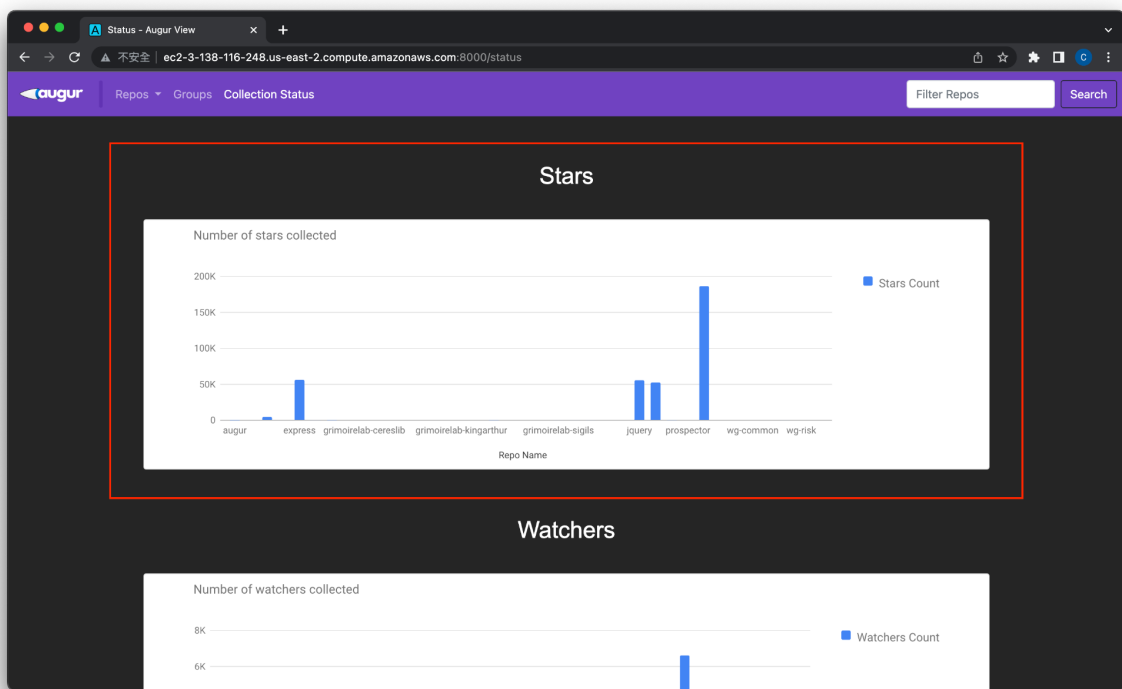 Status - Augur View
不安全 | ec2-3-138-116-248.us-east-2.compute.amazonaws.com:8000/status
C
augur Repos Groups Collection Status Filter Repos Search
Stars
Number of stars collected
Stars Count
200K
150K
100K
50K
0
augur express grimoirelab-cereslib grimoirelab-kingarthur grimoirelab-sigils jquery prospector wg-common wg-risk
Repo Name
Watchers
Number of watchers collected
Watchers Count
8K
6K